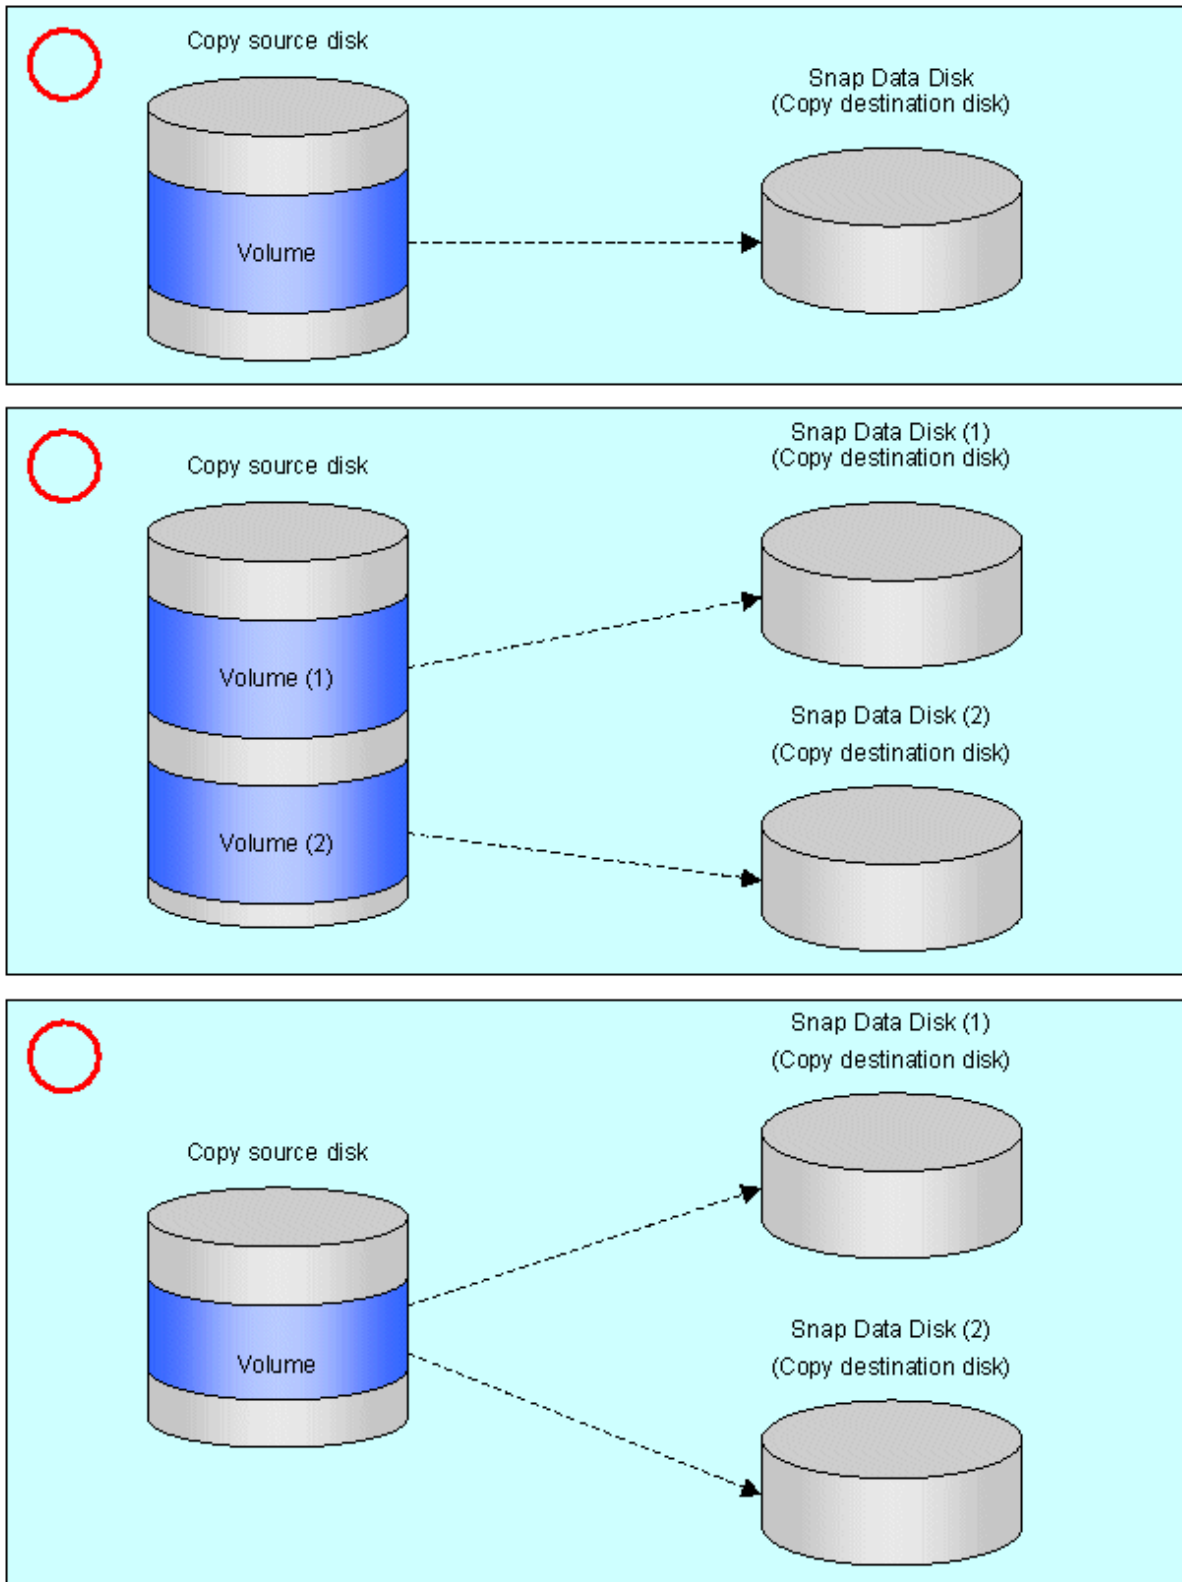 Copy source disk
Snap Data Disk
(Copy destination disk)
Volume
Copy source disk
Snap Data Disk (1)
(Copy destination disk)
Volume (1)
Snap Data Disk (2)
(Copy destination disk)
Volume (2)
Snap Data Disk (1)
(Copy destination disk)
Copy source disk
Snap Data Disk (2)
(Copy destination disk)
Volume